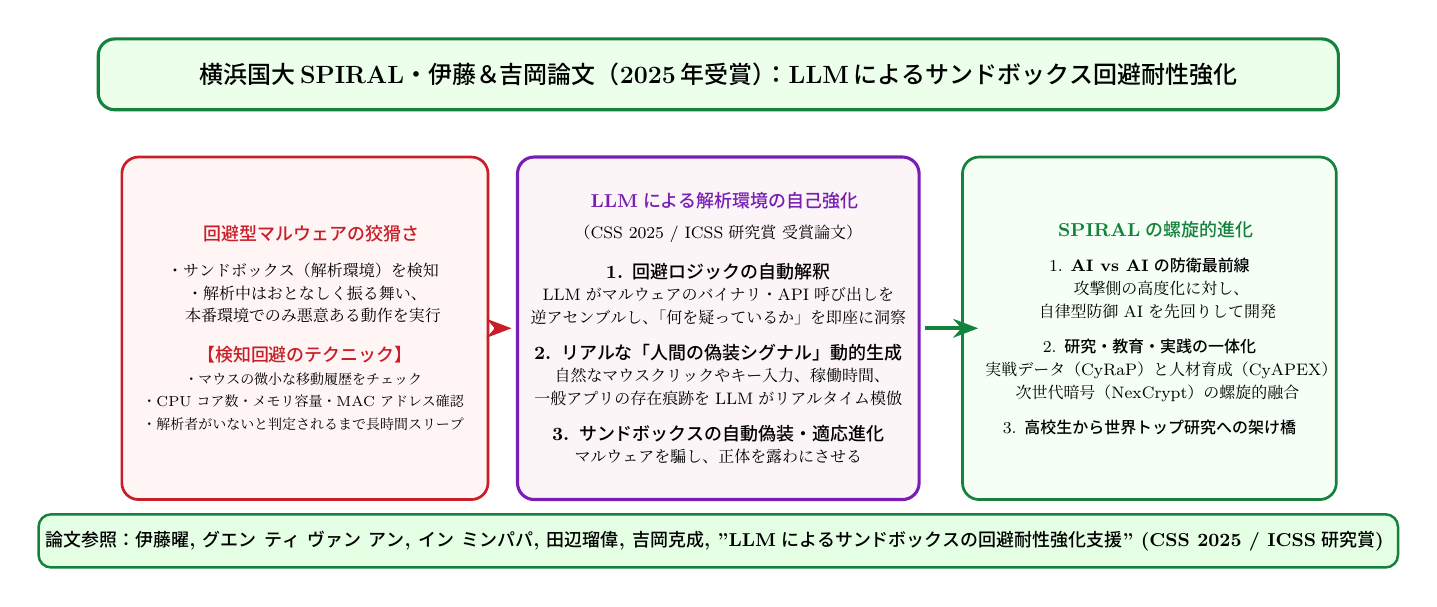 横浜国大 SPIRAL・伊藤＆吉岡論文（2025 年受賞）：LLM によるサンドボックス回避耐性強化
回避型マルウェアの狡猾さ
・サンドボックス（解析環境）を検知
・解析中はおとなしく振る舞い、
本番環境でのみ悪意ある動作を実行
【検知回避のテクニック】
・マウスの微小な移動履歴をチェック
・CPU コア数・メモリ容量・MAC アドレス確認
・解析者がいないと判定されるまで長時間スリープ
LLM による解析環境の自己強化
（CSS 2025 / ICSS 研究賞 受賞論文）
1. 回避ロジックの自動解釈
LLM がマルウェアのバイナリ・API 呼び出しを
逆アセンブルし、「何を疑っているか」を即座に洞察
2. リアルな「人間の偽装シグナル」動的生成
自然なマウスクリックやキー入力、稼働時間、
一般アプリの存在痕跡を LLM がリアルタイム模倣
3. サンドボックスの自動偽装・適応進化
マルウェアを騙し、正体を露わにさせる
SPIRAL の螺旋的進化
1. AI vs AI の防衛最前線
攻撃側の高度化に対し、
自律型防御 AI を先回りして開発
2. 研究・教育・実践の一体化
実戦データ（CyRaP）と人材育成（CyAPEX）
次世代暗号（NexCrypt）の螺旋的融合
3. 高校生から世界トップ研究への架け橋
論文参照：伊藤曜, グエン ティ ヴァン アン, イン ミンパパ, 田辺瑠偉, 吉岡克成, ”LLM によるサンドボックスの回避耐性強化支援” (CSS 2025 / ICSS 研究賞)